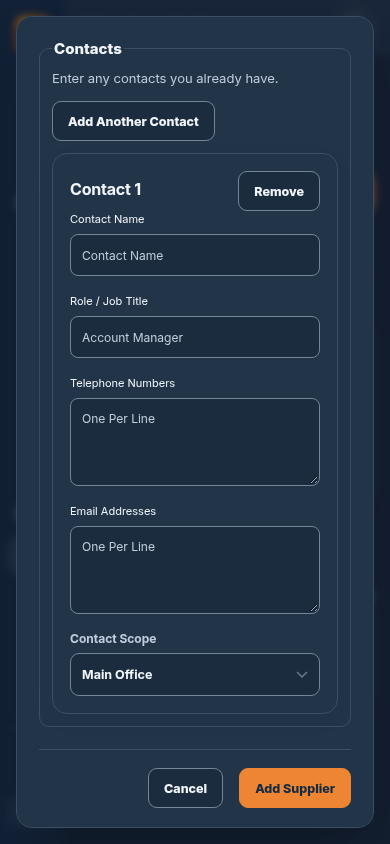 Contacts
Enter any contacts you already have.
Add Another Contact
Contact 1
Remove
Contact Name
Contact Name
Role / Job Title
Account Manager
Telephone Numbers
One Per Line
Email Addresses
One Per Line
Contact Scope
Main Office
Cancel
Add Supplier